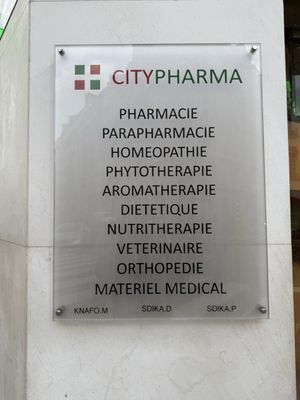 CITYPHARMA
PHARMACIE
PARAPHARMACIE
HOMEOPATHIE
PHYTOTHERAPIE
AROMATHERAPIE
DIETETIQUE
NUTRITHERAPIE
VETERINAIRE
ORTHOPEDIE
MATERIEL MEDICAL
KNAFO.M SDIKA.D SDIKA.P